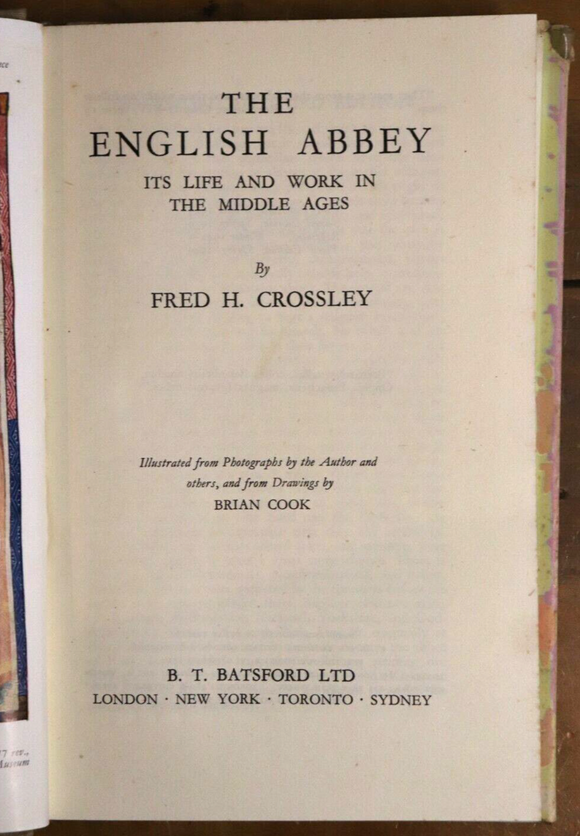 THE
ENGLISH ABBEY
ITS LIFE AND WORK IN
THE MIDDLE AGES
By
FRED H. CROSSLEY
Illustrated from Photographs by the Author and
others, and from Drawings by
BRIAN COOK
B. T. BATSFORD LTD
LONDON · NEW YORK · TORONTO · SYDNEY
Museum